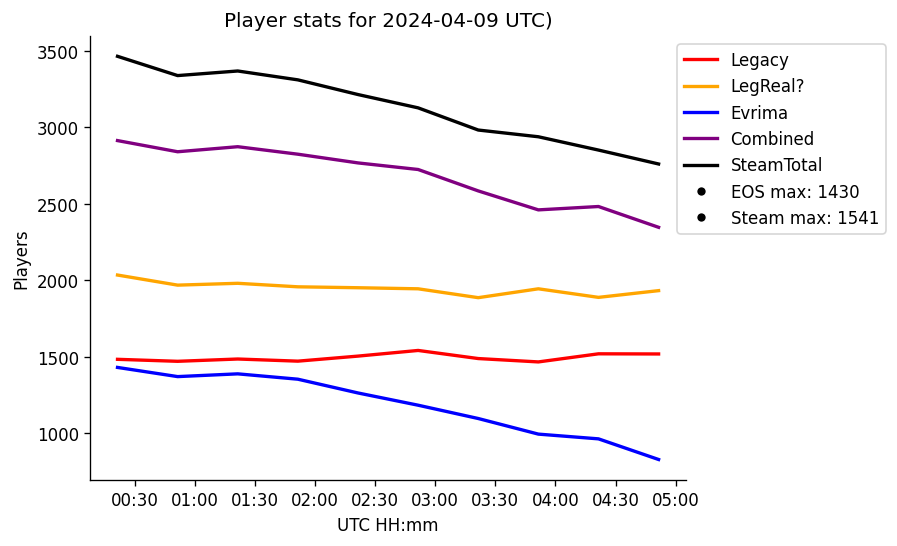 Player stats for 2024-04-09 UTC)
3500
3000
2500
2000
1500
1000
Players
00:30 01:00 01:30 02:00 02:30 03:00 03:30 04:00 04:30 05:00
UTC HH:mm
Legacy
LegReal?
Evrima
Combined
SteamTotal
EOS max: 1430
Steam max: 1541